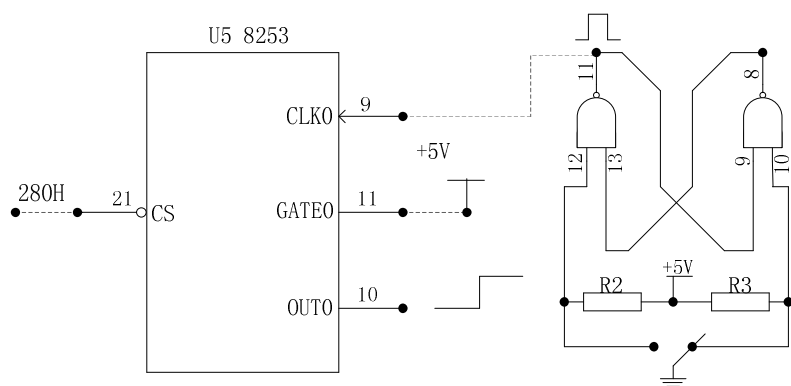 U5 8253
11
8
CLK0
9
+5V
12
13
9
10
280H
21
CS
GATE0
11
+5V
R2
R3
OUT0
10